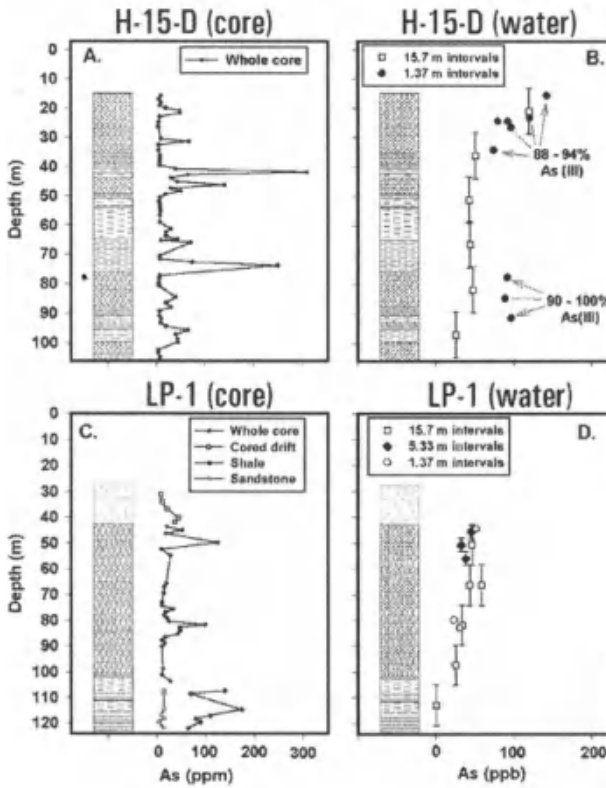 H-15-D (core)
H-15-D (water)
A.
Whole core
15.7 m intervals
1.37 m intervals
B.
0
10
20
30
40
50
60
70
80
90
100
Depth (m)
88 - 94%
As (III)
90 - 100%
As(III)
LP-1 (core)
LP-1 (water)
C.
Whole core
Cored drift
Shale
Sandstone
15.7 m intervals
5.33 m intervals
1.37 m intervals
D.
0
10
20
30
40
50
60
70
80
90
100
110
120
Depth (m)
0
100
200
300
As (ppm)
0
100
200
As (ppb)